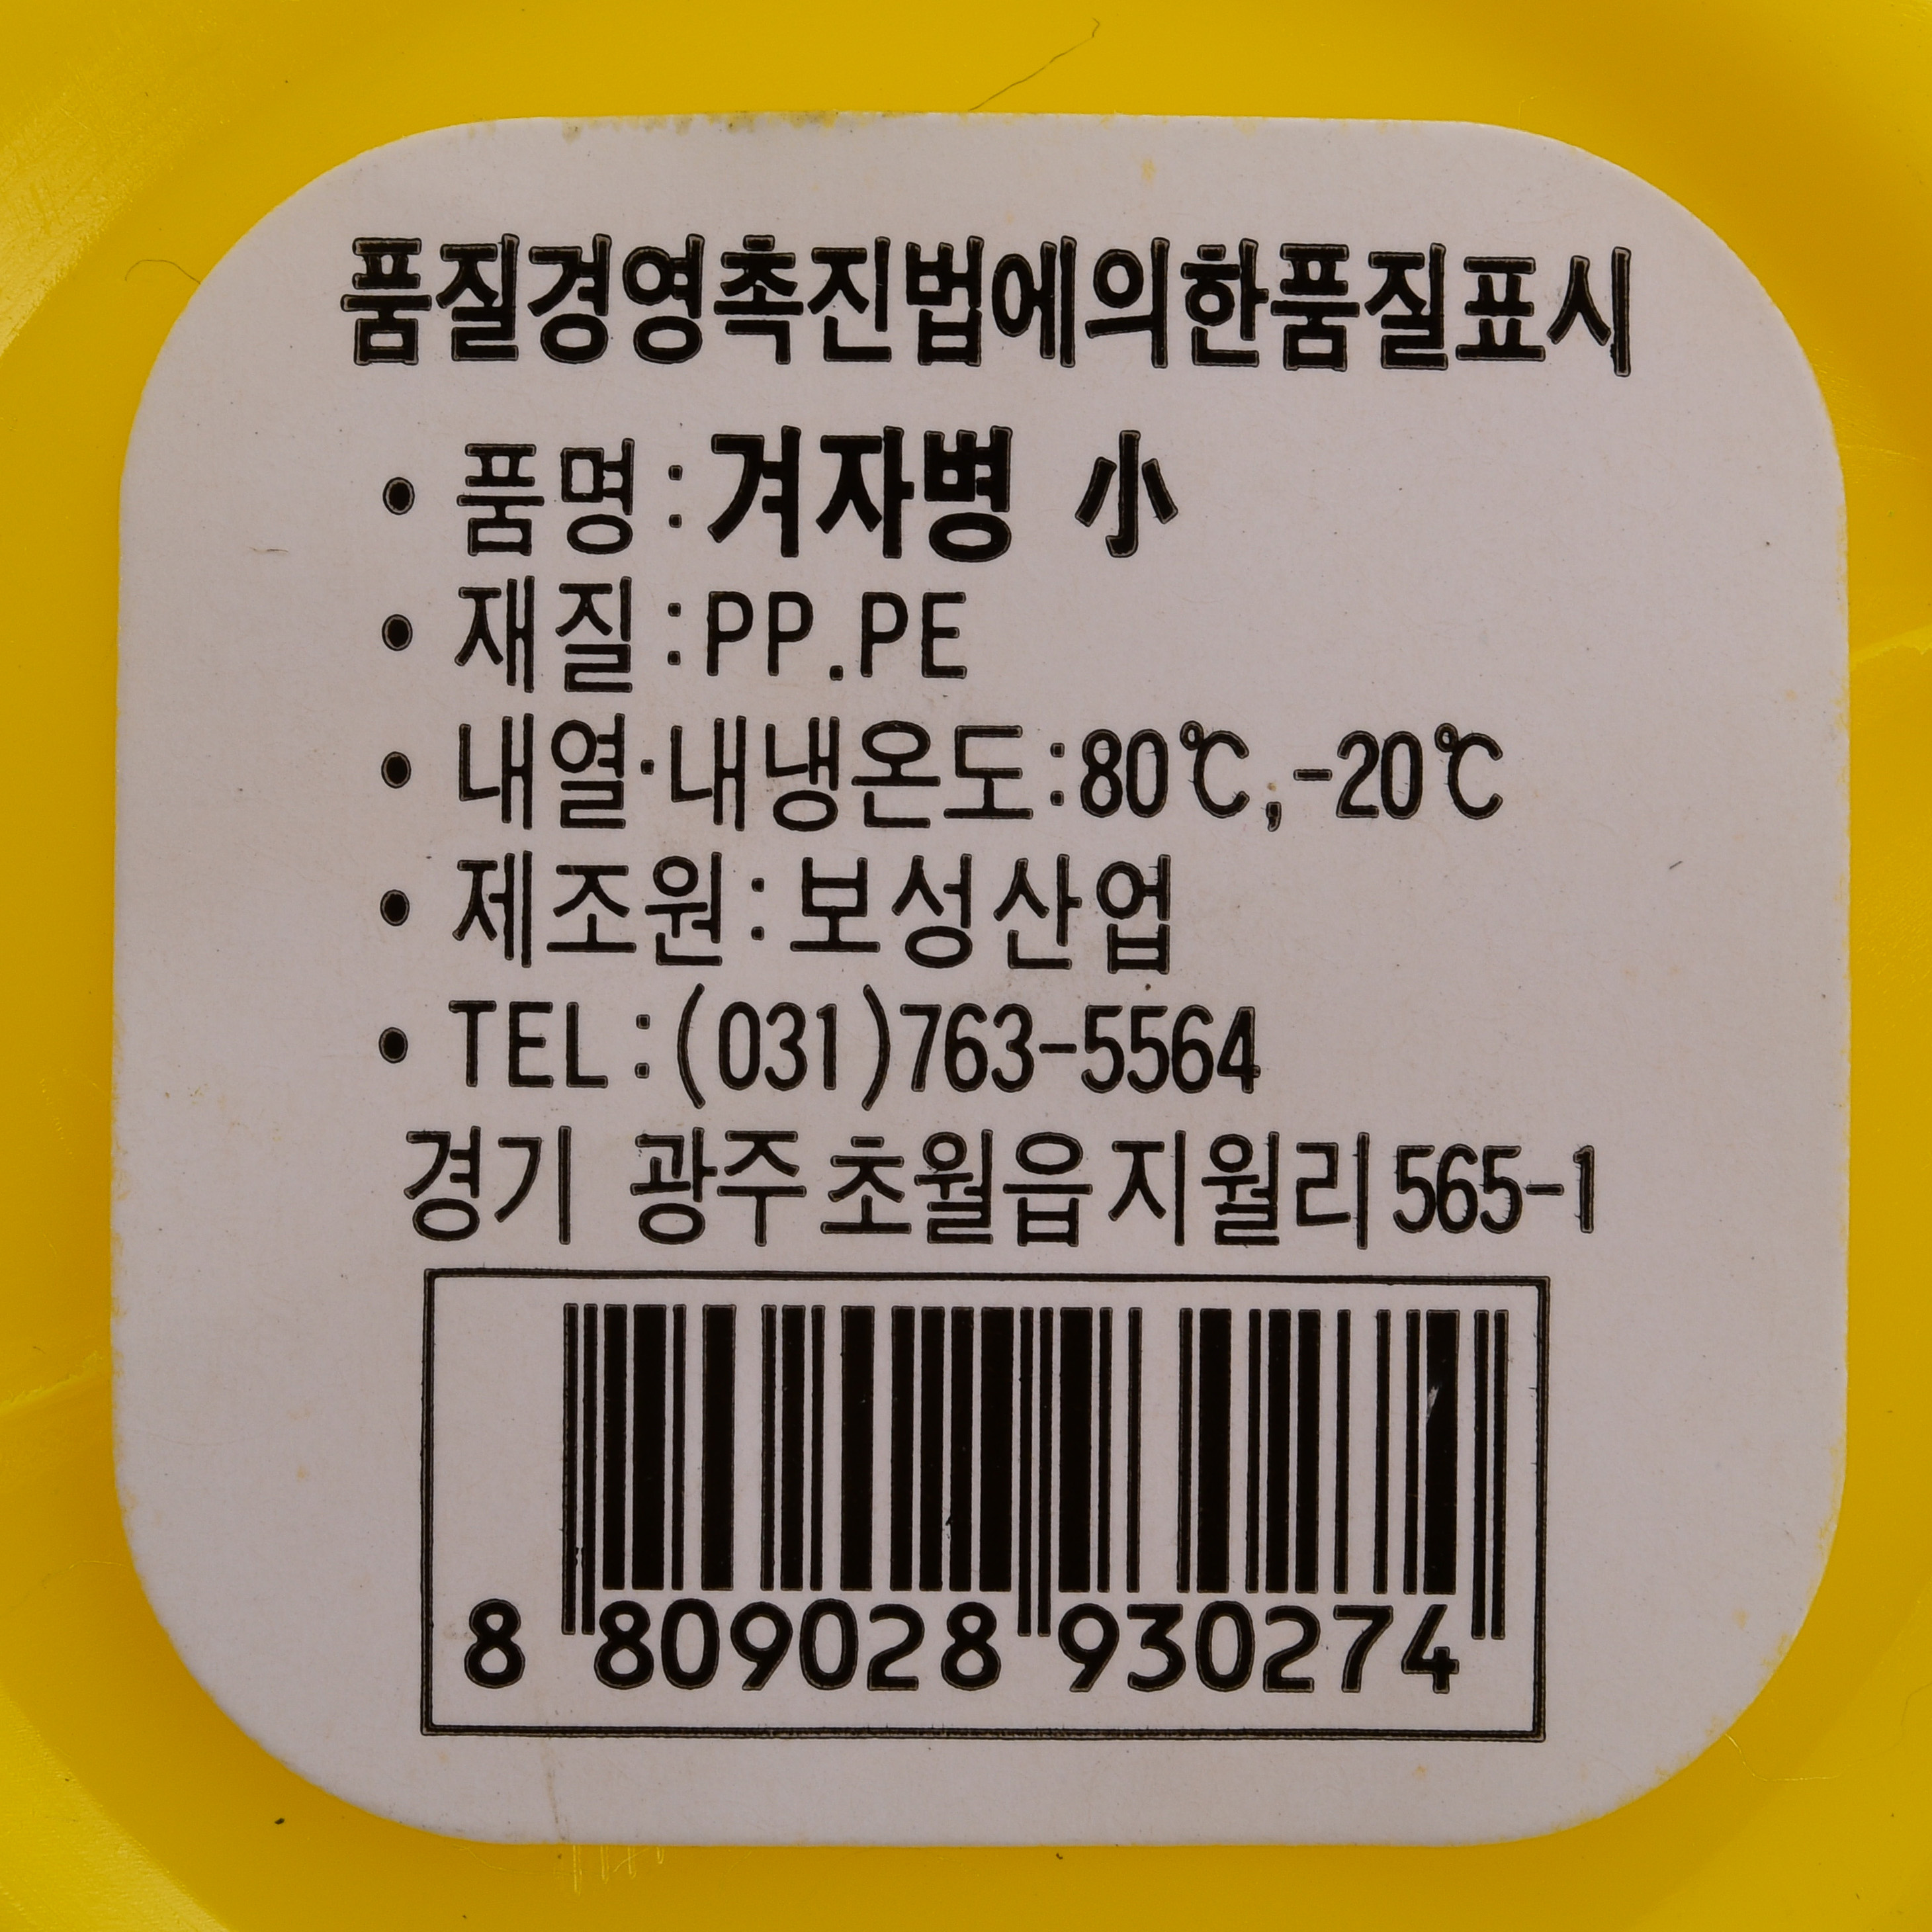 품질경영촉진법에의한품질표시
• 품명 : 겨자병 小
• 재질 : PP.PE
• 내열·내냉온도 : 80℃, -20℃
• 제조원 : 보성산업
• TEL : (031)763-5564
경기 광주 초월읍 지월리 565-1
8 809028 930274